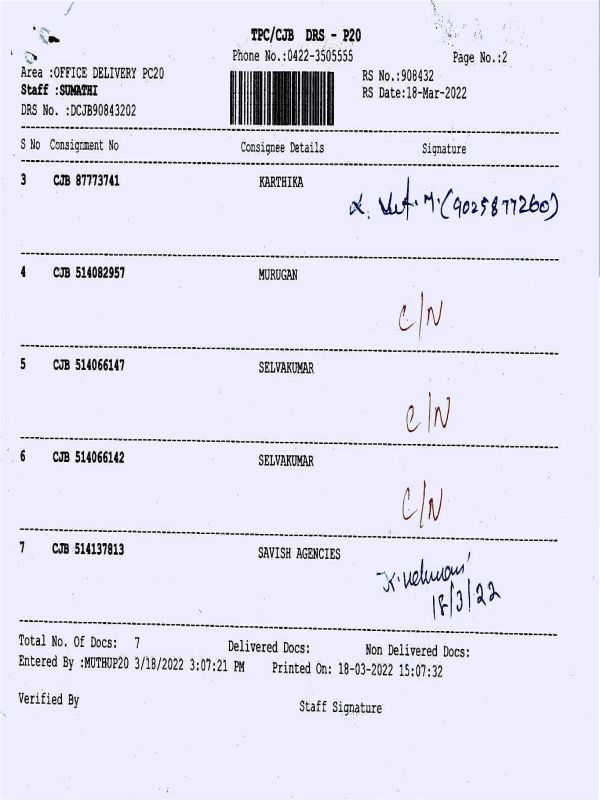 TPC/CJB DRS - P20
Phone No.:0422-3505555
Page No.:2
Area :OFFICE DELIVERY PC20
RS No.:908432
Staff :SUMATHI
RS Date:18-Mar-2022
DRS No. :DCJB90843202
S No Consignment No Consignee Details Signature
3 CJB 87773741 KARTHIKA
(9025877260)
4 CJB 514082957 MURUGAN
C/N
5 CJB 514066147 SELVAKUMAR
C/N
6 CJB 514066142 SELVAKUMAR
C/N
7 CJB 514137813 SAVISH AGENCIES
18/3/22
Total No. Of Docs: 7 Delivered Docs: Non Delivered Docs:
Entered By :MUTHUP20 3/18/2022 3:07:21 PM Printed On: 18-03-2022 15:07:32
Verified By
Staff Signature